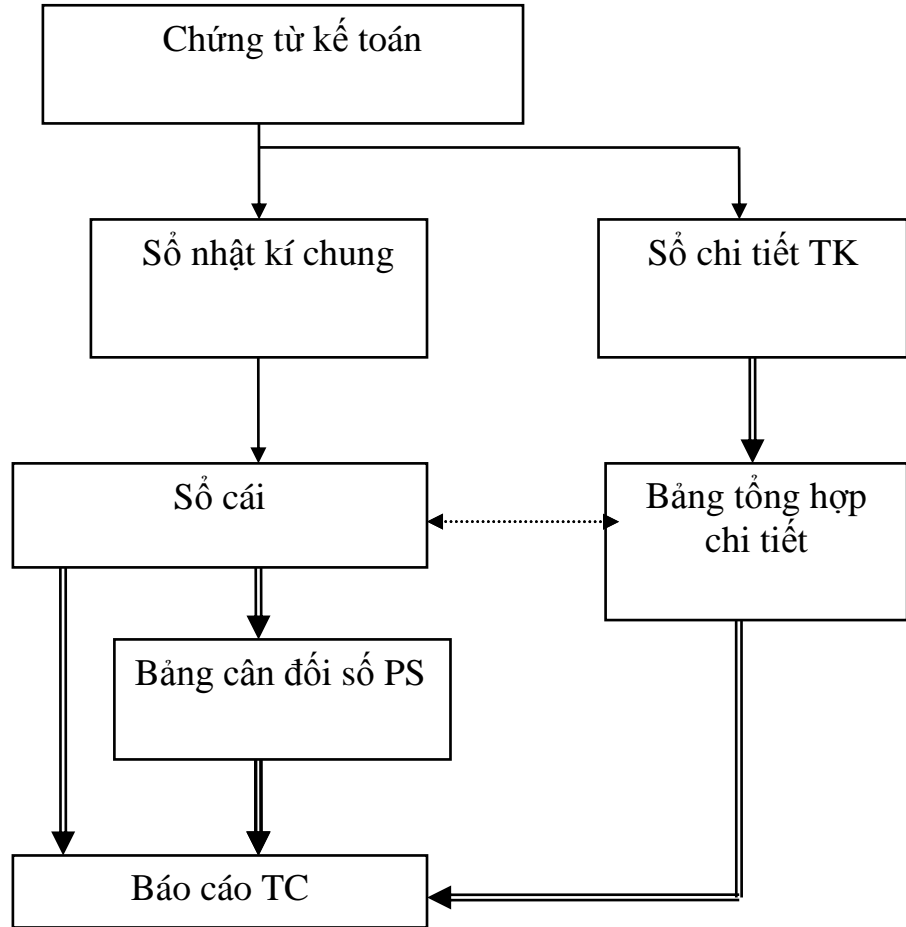 Chứng từ kế toán
Sổ nhật kí chung
Sổ chi tiết TK
Sổ cái
Bảng tổng hợp
chi tiết
Bảng cân đối số PS
Báo cáo TC